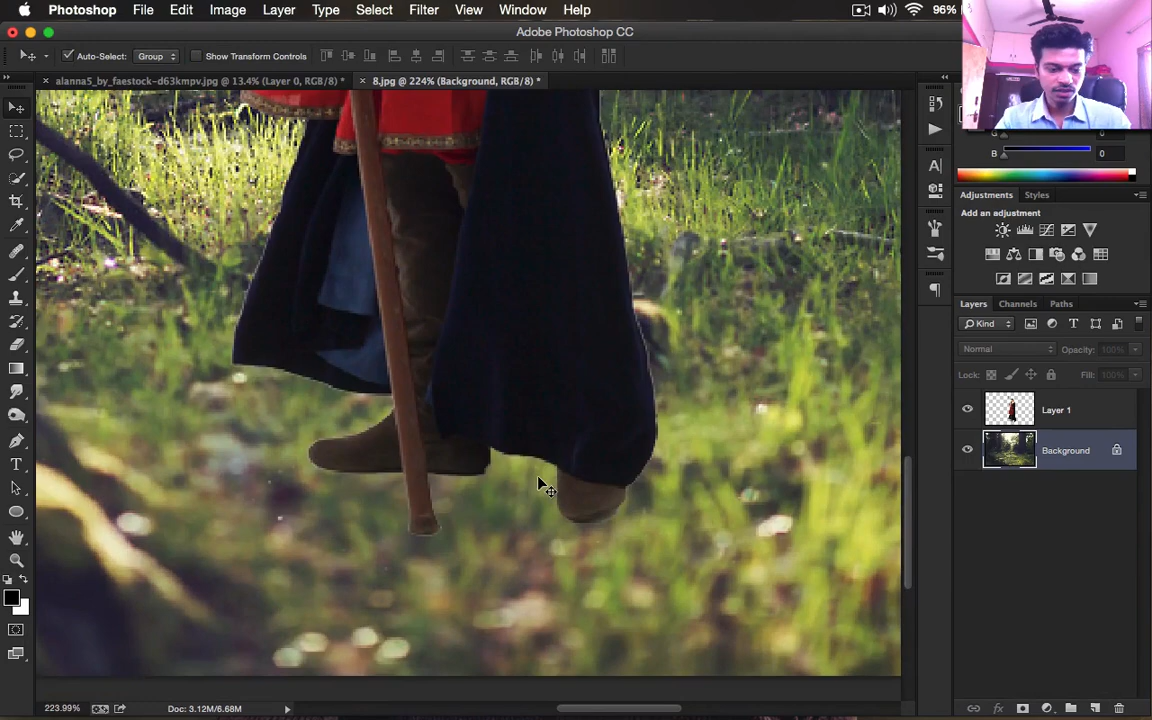 Photoshop File Edit Image Layer Type Select Filter View Window Help 96%
Adobe Photoshop CC
Auto-Select: Group Show Transform Controls
× alanna5_by_faestock-d63kmpv.jpg @ 13.4% (Layer 0, RGB/8) * × 8.jpg @ 224% (Background, RGB/8) *
B 0
Adjustments Styles
Add an adjustment
Layers Channels Paths
Kind
Normal Opacity: 100%
Lock: Fill: 100%
Layer 1
Background
223.99% Doc: 3.12M/6.68M